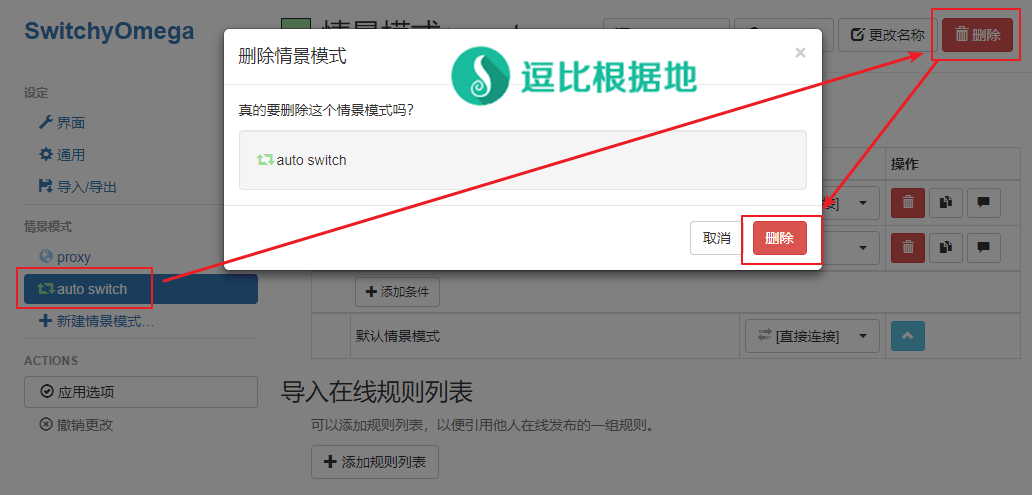 SwitchyOmega
设定
界面
通用
导入/导出
情景模式
proxy
auto switch
新建情景模式…
ACTIONS
应用选项
撤销更改
更改名称
删除
删除情景模式
×
逗比根据地
真的要删除这个情景模式吗?
auto switch
取消
删除
操作
添加条件
默认情景模式
[直接连接]
导入在线规则列表
可以添加规则列表，以便引用他人在线发布的一组规则。
添加规则列表